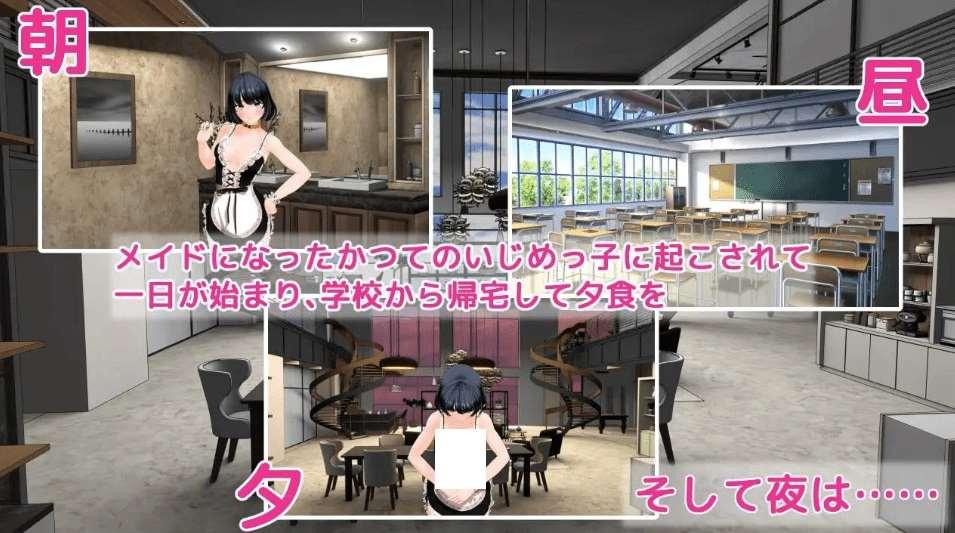 朝
昼
メイドになったかつてのいじめっ子に起こされて
一日が始まり、学校から帰宅して夕食を
夕
そして夜は……